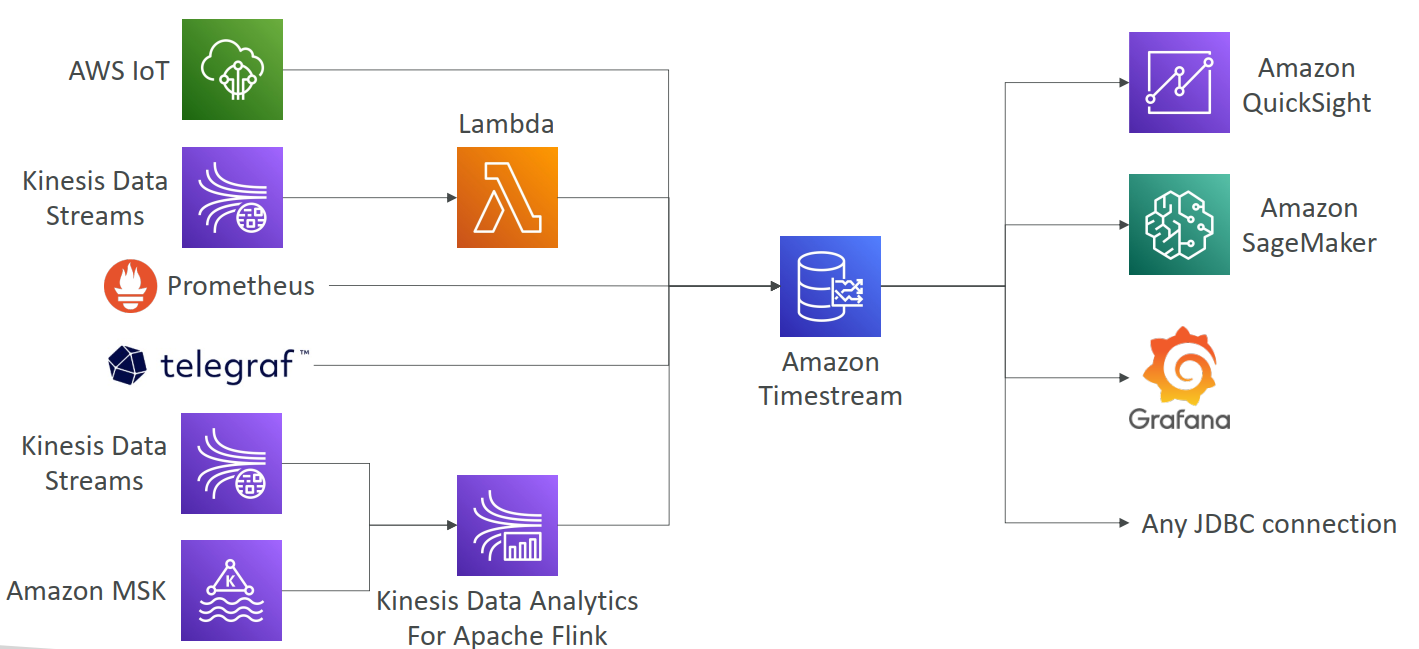 AWS IoT
Lambda
Kinesis Data
Streams
Prometheus
telegraf™
Kinesis Data
Streams
Amazon MSK
K
Kinesis Data Analytics
For Apache Flink
Amazon
Timestream
Amazon
QuickSight
Amazon
SageMaker
Grafana
Any JDBC connection